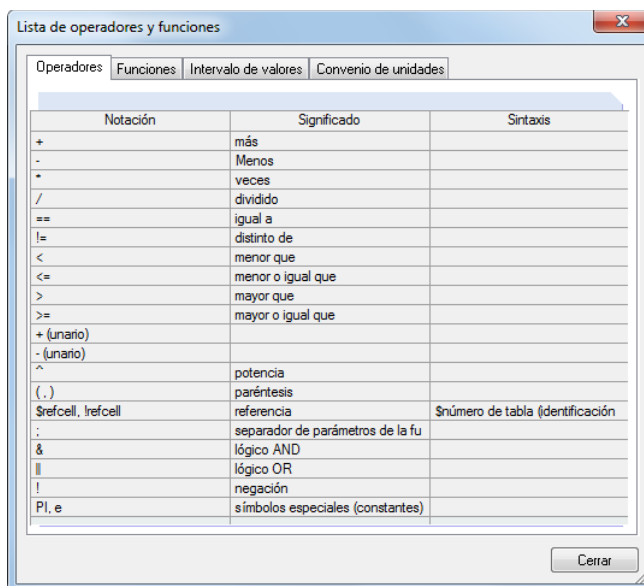 Lista de operadores y funciones
Operadores Funciones Intervalo de valores Convenio de unidades
Notación Significado Sintaxis
+ más
- Menos
* veces
/ dividido
== igual a
!= distinto de
< menor que
<= menor o igual que
> mayor que
>= mayor o igual que
+ (unario)
- (unario)
^ potencia
( , ) paréntesis
$refcell, !refcell referencia $número de tabla (identificación
; separador de parámetros de la fu
& lógico AND
|| lógico OR
! negación
PI, e símbolos especiales (constantes)
Cerrar